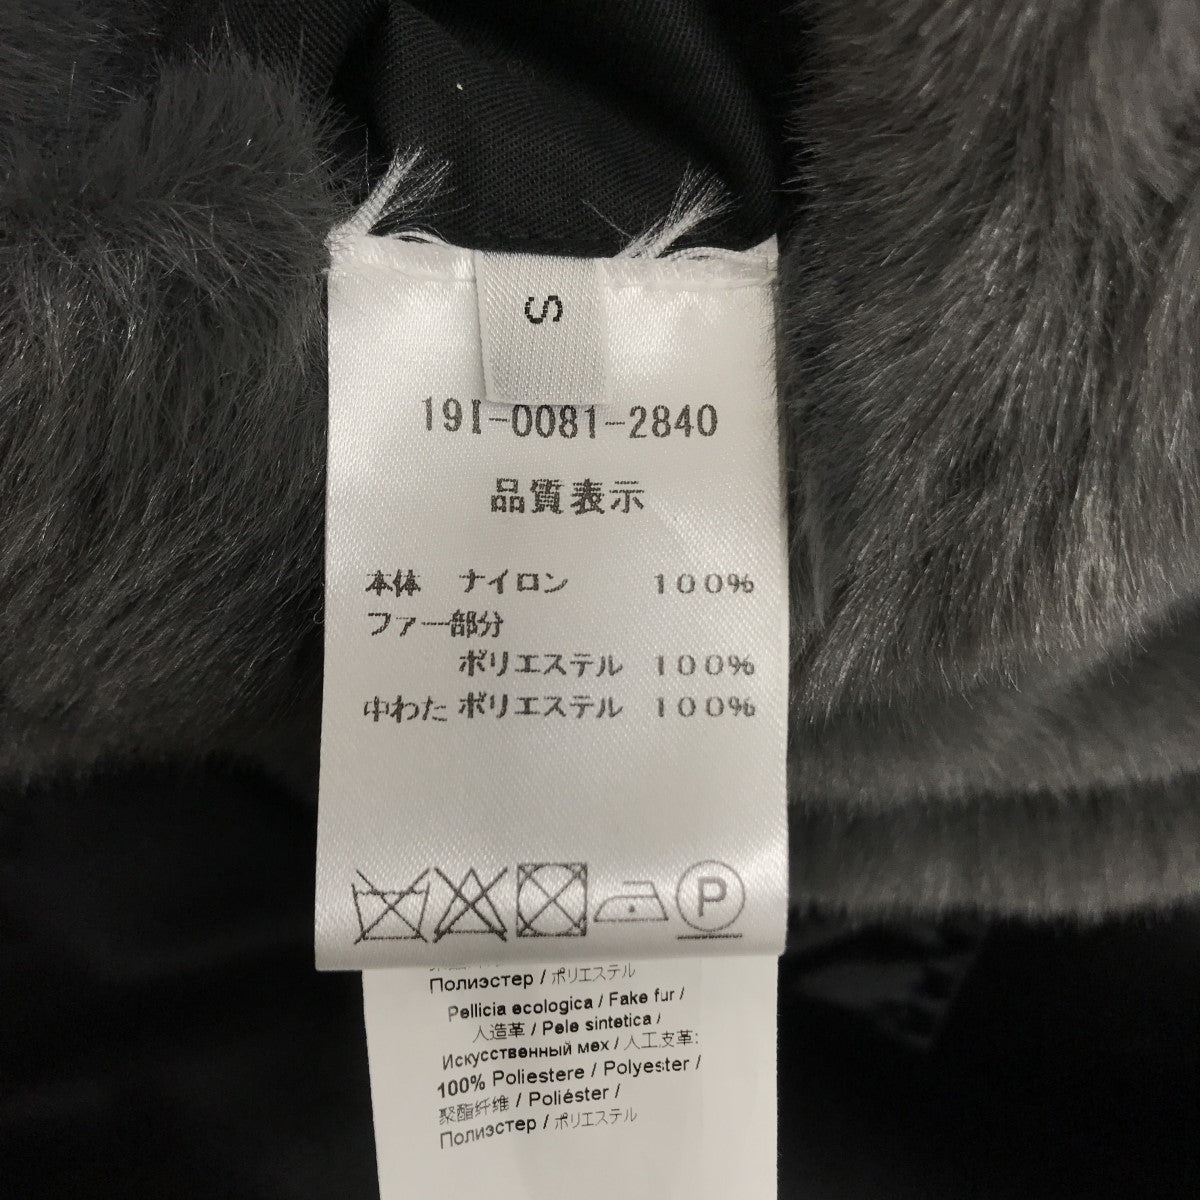 S
19I-0081-2840
品質表示
本体 ナイロン 100%
ファー部分
ポリエステル 100%
中わた ポリエステル 100%
P
Полиэстер / ポリエステル
Pellicia ecologica / Fake fur /
人造革 / Pele sintetica /
Искусственный мех / 人工皮革:
100% Poliestere / Polyester /
聚酯纤维 / Poliéster /
Полиэстер / ポリエステル